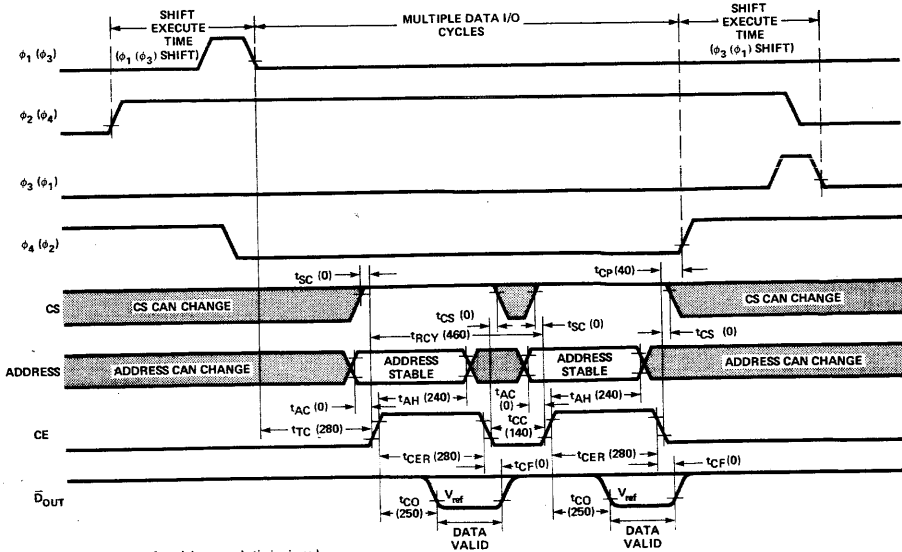 SHIFT
EXECUTE
TIME
(ϕ1 (ϕ3) SHIFT)
MULTIPLE DATA I/O
CYCLES
SHIFT
EXECUTE
TIME
(ϕ3 (ϕ1) SHIFT)
ϕ1 (ϕ3)
ϕ2 (ϕ4)
ϕ3 (ϕ1)
ϕ4 (ϕ2)
tSC (0)
tCP (40)
CS
CS CAN CHANGE
tCS (0)
tSC (0)
CS CAN CHANGE
tRCY (460)
tCS (0)
ADDRESS
ADDRESS CAN CHANGE
ADDRESS
STABLE
ADDRESS
STABLE
ADDRESS CAN CHANGE
tAC (0)
tAH (240)
tAC
(0)
tAH (240)
tTC (280)
tCC
(140)
CE
tCER (280)
tCF(0)
tCER (280)
tCF(0)
D̅OUT
tCO
(250)
Vref
tCO
(250)
Vref
DATA
VALID
DATA
VALID